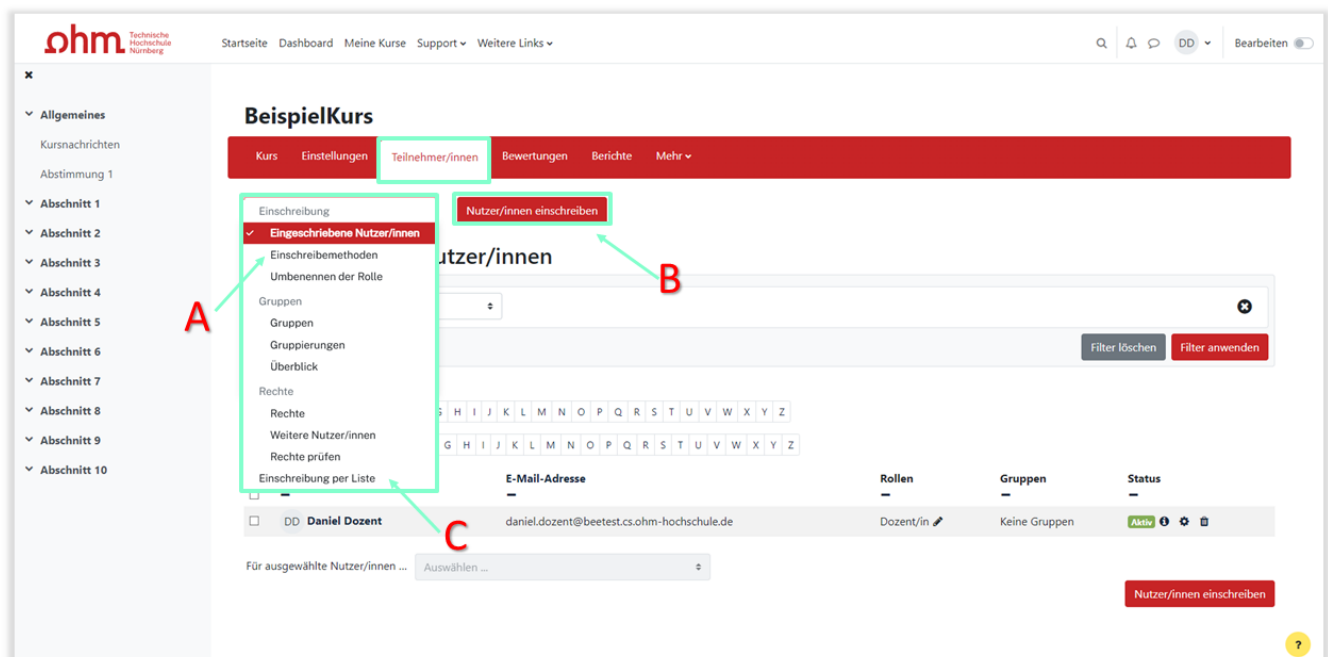 ohm Technische Hochschule Nürnberg
Startseite Dashboard Meine Kurse Support Weitere Links DD Bearbeiten
Allgemeines
Kursnachrichten
Abstimmung 1
Abschnitt 1
Abschnitt 2
Abschnitt 3
Abschnitt 4
Abschnitt 5
Abschnitt 6
Abschnitt 7
Abschnitt 8
Abschnitt 9
Abschnitt 10
BeispielKurs
Kurs Einstellungen Teilnehmer/innen Bewertungen Berichte Mehr
Einschreibung
Eingeschriebene Nutzer/innen
Einschreibemethoden
Umbenennen der Rolle
Gruppen
Gruppen
Gruppierungen
Überblick
Rechte
Rechte
Weitere Nutzer/innen
Rechte prüfen
Einschreibung per Liste
A
Nutzer/innen einschreiben
B
utzer/innen
Filter löschen Filter anwenden
H I J K L M N O P Q R S T U V W X Y Z
G H I J K L M N O P Q R S T U V W X Y Z
E-Mail-Adresse Rollen Gruppen Status
DD Daniel Dozent daniel.dozent@beetest.cs.ohm-hochschule.de Dozent/in Keine Gruppen Aktiv
C
Für ausgewählte Nutzer/innen ... Auswählen ...
Nutzer/innen einschreiben
?